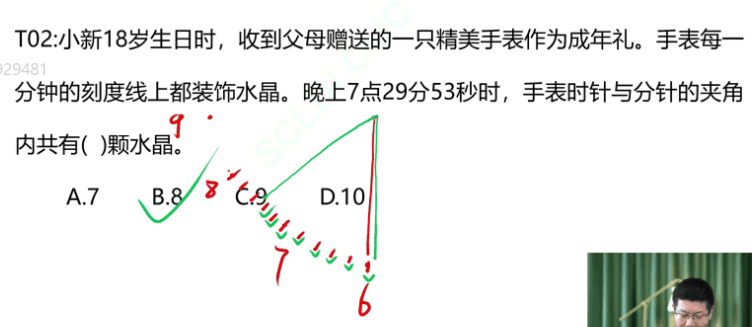 T02:小新18岁生日时，收到父母赠送的一只精美手表作为成年礼。手表每一
929481
分钟的刻度线上都装饰水晶。晚上7点29分53秒时，手表时针与分针的夹角
内共有( )颗水晶。
9
A.7 B.8 C.9 D.10
8
7
6